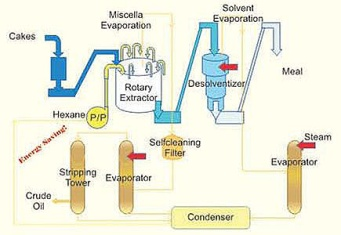 Miscella
Evaporation
Solvent
Evaporation
Cakes
Desolventizer
Meal
Rotary
Extractor
Hexane
P/P
Energy Saving!
Selfcleaning
Filter
Steam
Stripping
Tower
Evaporator
Evaporator
Crude
Oil
Condenser